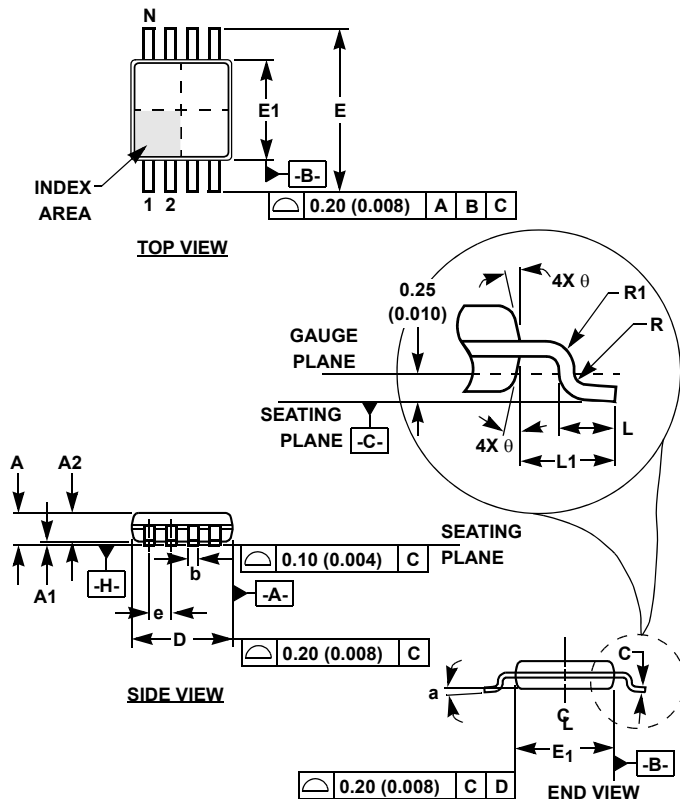 N
E1
E
-B-
INDEX
AREA
1 2
0.20 (0.008) A B C
TOP VIEW
0.25
(0.010)
4X θ
R1
R
GAUGE
PLANE
SEATING
PLANE
-C-
4X θ
L
L1
A
A2
SEATING
PLANE
-H-
A1
b
0.10 (0.004) C
-A-
e
D
0.20 (0.008) C
SIDE VIEW
C
a
CL
E1
-B-
0.20 (0.008) C D
END VIEW